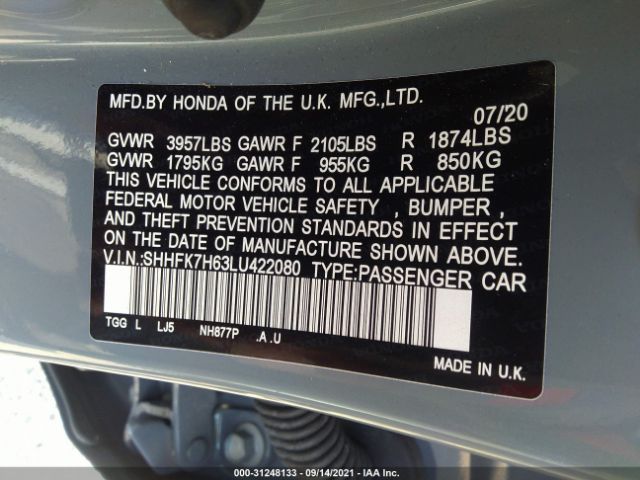 MFD.BY HONDA OF THE U.K. MFG.,LTD.
07/20
GVWR 3957LBS GAWR F 2105LBS R 1874LBS
GVWR 1795KG GAWR F 955KG R 850KG
THIS VEHICLE CONFORMS TO ALL APPLICABLE
FEDERAL MOTOR VEHICLE SAFETY , BUMPER ,
AND THEFT PREVENTION STANDARDS IN EFFECT
ON THE DATE OF MANUFACTURE SHOWN ABOVE.
V.I.N.:SHHFK7H63LU422080 TYPE:PASSENGER CAR
TGG L LJ5 NH877P .A .U
MADE IN U.K.
000-31248133 - 09/14/2021 - IAA Inc.